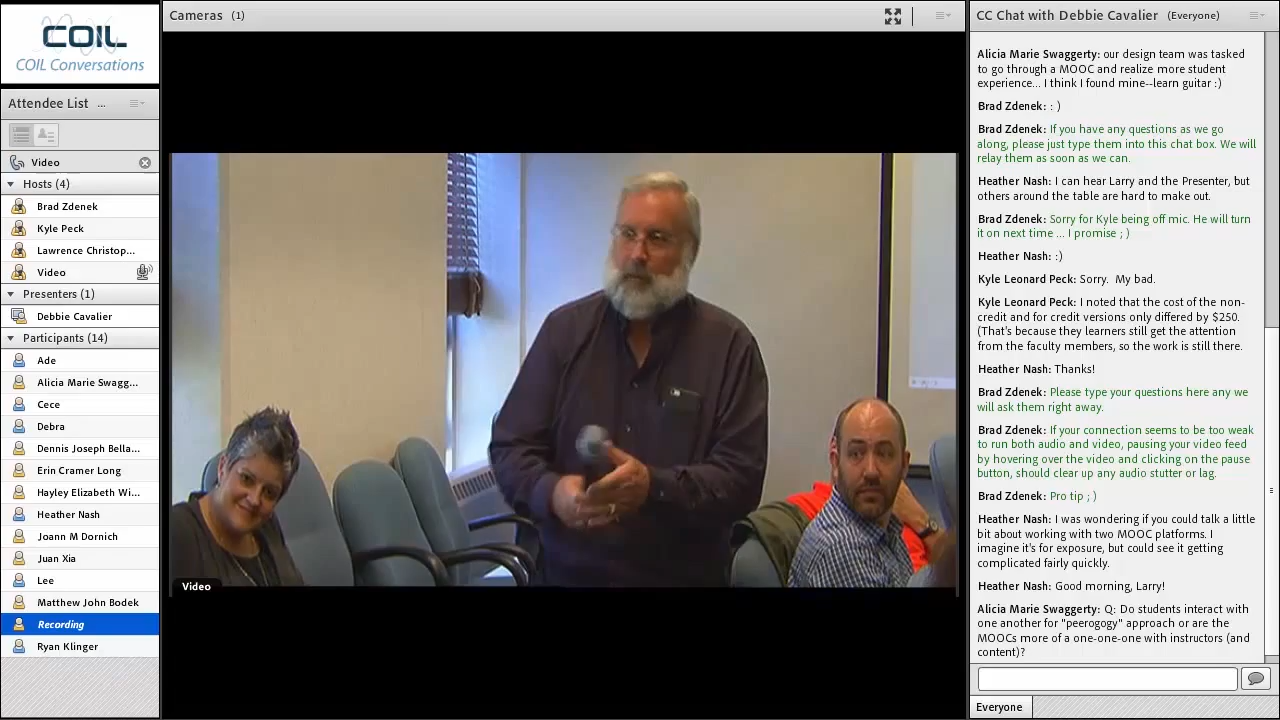 COIL
COIL Conversations
Attendee List ...
Video
Hosts (4)
Brad Zdenek
Kyle Peck
Lawrence Christop...
Video
Presenters (1)
Debbie Cavalier
Participants (14)
Ade
Alicia Marie Swagg...
Cece
Debra
Dennis Joseph Bella...
Erin Cramer Long
Hayley Elizabeth Wi...
Heather Nash
Joann M Dornich
Juan Xia
Lee
Matthew John Bodek
Recording
Ryan Klinger
Cameras (1)
Video
CC Chat with Debbie Cavalier (Everyone)
Alicia Marie Swaggerty: our design team was tasked
to go through a MOOC and realize more student
experience... I think I found mine--learn guitar :)
Brad Zdenek: : )
Brad Zdenek: If you have any questions as we go
along, please just type them into this chat box. We will
relay them as soon as we can.
Heather Nash: I can hear Larry and the Presenter, but
others around the table are hard to make out.
Brad Zdenek: Sorry for Kyle being off mic. He will turn
it on next time ... I promise ; )
Heather Nash: :)
Kyle Leonard Peck: Sorry. My bad.
Kyle Leonard Peck: I noted that the cost of the non-
credit and for credit versions only differed by $250.
(That's because they learners still get the attention
from the faculty members, so the work is still there.
Heather Nash: Thanks!
Brad Zdenek: Please type your questions here any we
will ask them right away.
Brad Zdenek: If your connection seems to be too weak
to run both audio and video, pausing your video feed
by hovering over the video and clicking on the pause
button, should clear up any audio stutter or lag.
Brad Zdenek: Pro tip ; )
Heather Nash: I was wondering if you could talk a little
bit about working with two MOOC platforms. I
imagine it's for exposure, but could see it getting
complicated fairly quickly.
Heather Nash: Good morning, Larry!
Alicia Marie Swaggerty: Q: Do students interact with
one another for "peerogogy" approach or are the
MOOCs more of a one-one-one with instructors (and
content)?
Everyone